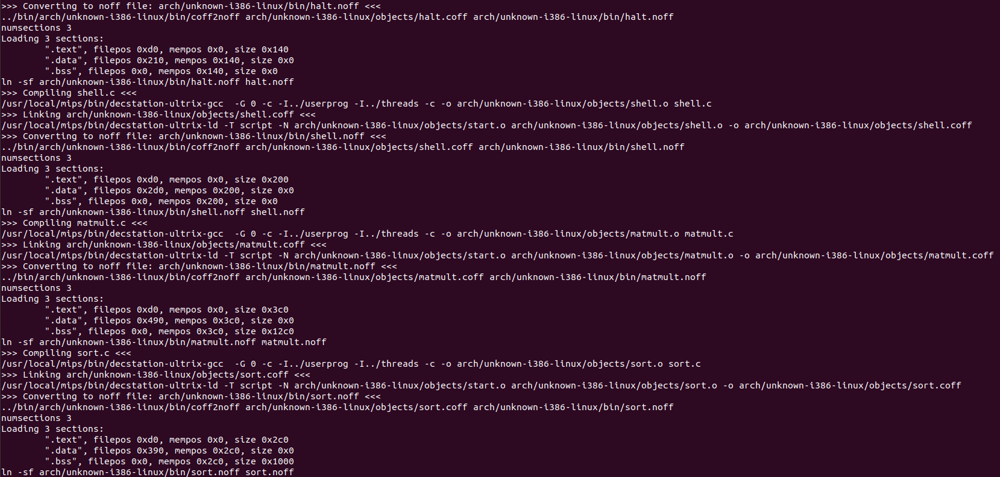 >>> Converting to noff file: arch/unknown-i386-linux/bin/halt.noff <<<
../bin/arch/unknown-i386-linux/bin/coff2noff arch/unknown-i386-linux/objects/halt.coff arch/unknown-i386-linux/bin/halt.noff
numsections 3
Loading 3 sections:
        ".text", filepos 0xd0, mempos 0x0, size 0x140
        ".data", filepos 0x210, mempos 0x140, size 0x0
        ".bss", filepos 0x0, mempos 0x140, size 0x0
ln -sf arch/unknown-i386-linux/bin/halt.noff halt.noff
>>> Compiling shell.c <<<
/usr/local/mips/bin/decstation-ultrix-gcc  -G 0 -c -I../userprog -I../threads -c -o arch/unknown-i386-linux/objects/shell.o shell.c
>>> Linking arch/unknown-i386-linux/objects/shell.coff <<<
/usr/local/mips/bin/decstation-ultrix-ld -T script -N arch/unknown-i386-linux/objects/start.o arch/unknown-i386-linux/objects/shell.o -o arch/unknown-i386-linux/objects/shell.coff
>>> Converting to noff file: arch/unknown-i386-linux/bin/shell.noff <<<
../bin/arch/unknown-i386-linux/bin/coff2noff arch/unknown-i386-linux/objects/shell.coff arch/unknown-i386-linux/bin/shell.noff
numsections 3
Loading 3 sections:
        ".text", filepos 0xd0, mempos 0x0, size 0x200
        ".data", filepos 0x2d0, mempos 0x200, size 0x0
        ".bss", filepos 0x0, mempos 0x200, size 0x0
ln -sf arch/unknown-i386-linux/bin/shell.noff shell.noff
>>> Compiling matmult.c <<<
/usr/local/mips/bin/decstation-ultrix-gcc  -G 0 -c -I../userprog -I../threads -c -o arch/unknown-i386-linux/objects/matmult.o matmult.c
>>> Linking arch/unknown-i386-linux/objects/matmult.coff <<<
/usr/local/mips/bin/decstation-ultrix-ld -T script -N arch/unknown-i386-linux/objects/start.o arch/unknown-i386-linux/objects/matmult.o -o arch/unknown-i386-linux/objects/matmult.coff
>>> Converting to noff file: arch/unknown-i386-linux/bin/matmult.noff <<<
../bin/arch/unknown-i386-linux/bin/coff2noff arch/unknown-i386-linux/objects/matmult.coff arch/unknown-i386-linux/bin/matmult.noff
numsections 3
Loading 3 sections:
        ".text", filepos 0xd0, mempos 0x0, size 0x3c0
        ".data", filepos 0x490, mempos 0x3c0, size 0x0
        ".bss", filepos 0x0, mempos 0x3c0, size 0x12c0
ln -sf arch/unknown-i386-linux/bin/matmult.noff matmult.noff
>>> Compiling sort.c <<<
/usr/local/mips/bin/decstation-ultrix-gcc  -G 0 -c -I../userprog -I../threads -c -o arch/unknown-i386-linux/objects/sort.o sort.c
>>> Linking arch/unknown-i386-linux/objects/sort.coff <<<
/usr/local/mips/bin/decstation-ultrix-ld -T script -N arch/unknown-i386-linux/objects/start.o arch/unknown-i386-linux/objects/sort.o -o arch/unknown-i386-linux/objects/sort.coff
>>> Converting to noff file: arch/unknown-i386-linux/bin/sort.noff <<<
../bin/arch/unknown-i386-linux/bin/coff2noff arch/unknown-i386-linux/objects/sort.coff arch/unknown-i386-linux/bin/sort.noff
numsections 3
Loading 3 sections:
        ".text", filepos 0xd0, mempos 0x0, size 0x2c0
        ".data", filepos 0x390, mempos 0x2c0, size 0x0
        ".bss", filepos 0x0, mempos 0x2c0, size 0x1000
ln -sf arch/unknown-i386-linux/bin/sort.noff sort.noff